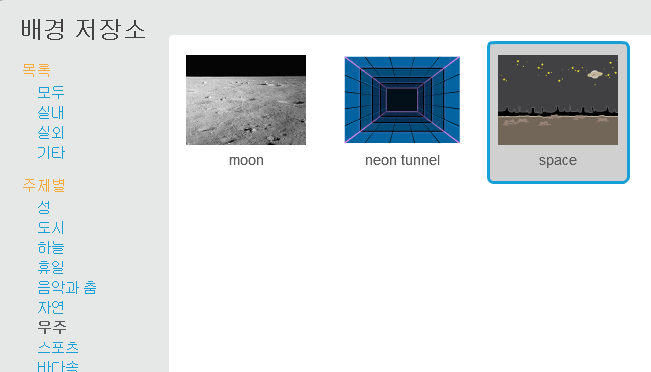 배경 저장소
목록
모두
실내
실외
기타
주제별
성
도시
하늘
휴일
음악과 춤
자연
우주
스포츠
바다속
moon
neon tunnel
space